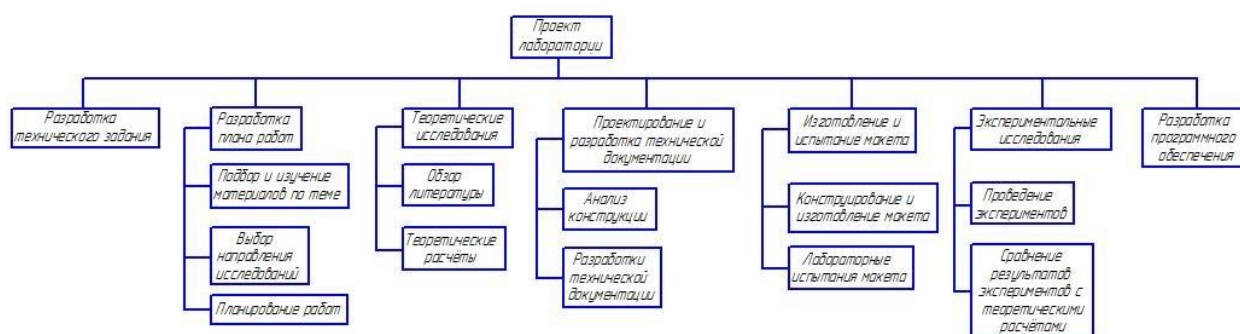 Проект
лаборатории
Разработка
технического задания
Разработка
плана работ
Подбор и изучение
материалов по теме
Выбор
направления
исследований
Планирование работ
Теоретические
исследования
Обзор
литературы
Теоретические
расчёты
Проектирование и
разработка технической
документации
Анализ
конструкции
Разработки
технической
документации
Изготовление и
испытание макета
Конструирование и
изготовление макета
Лабораторные
испытания макета
Экспериментальные
исследования
Проведение
экспериментов
Сравнение
результатов
экспериментов с
теоретическими
расчётами
Разработка
программного
обеспечения